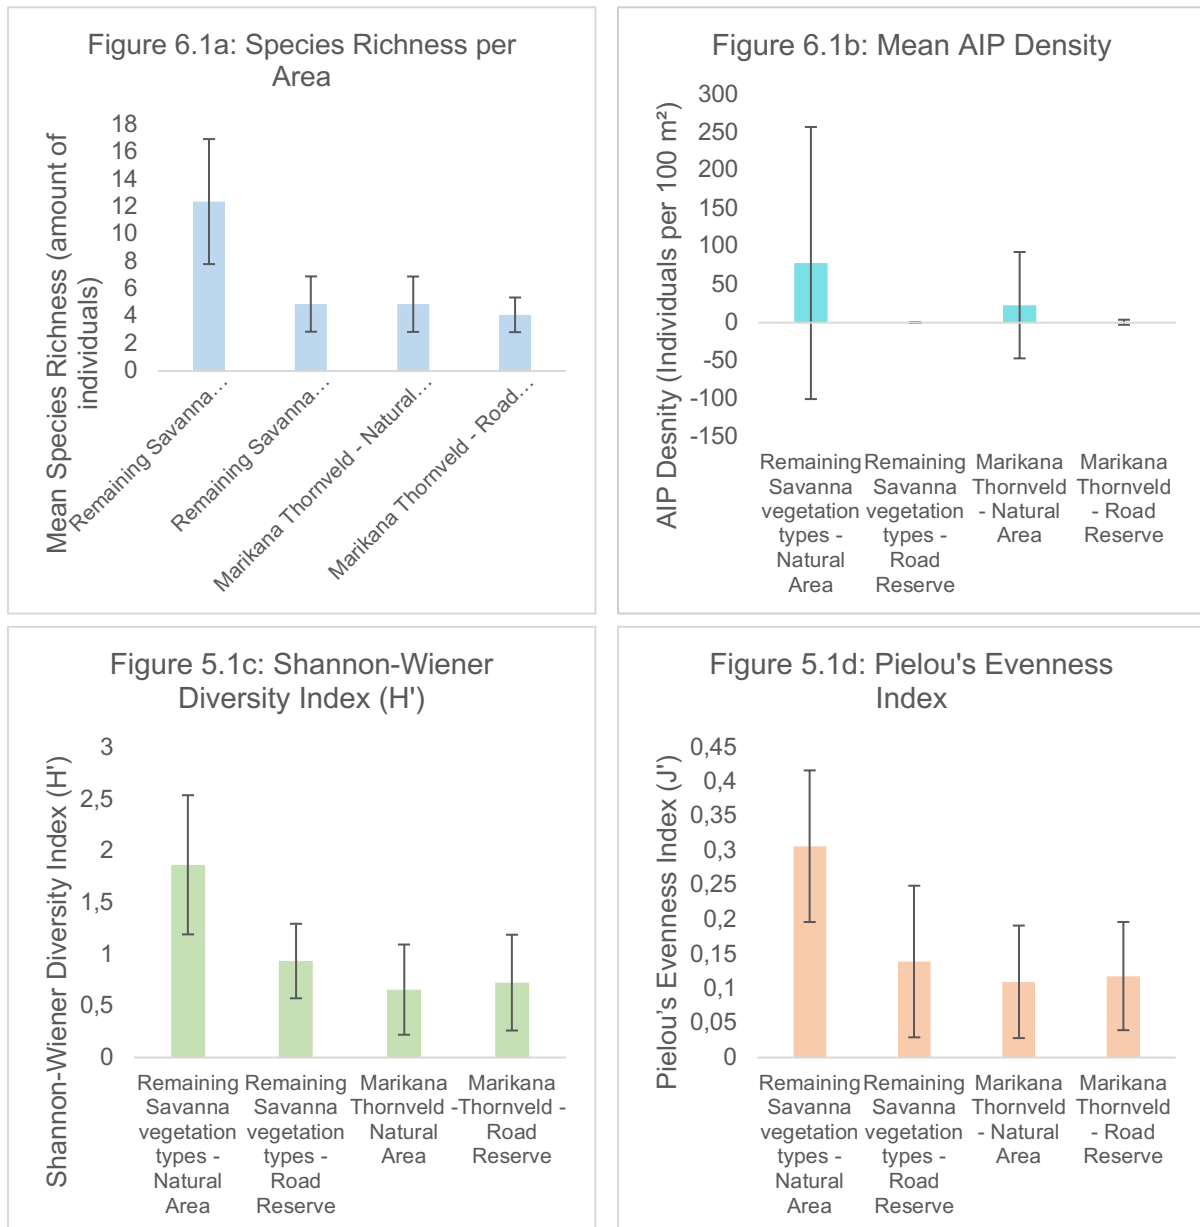 Figure 6.1a: Species Richness per
Area
Mean Species Richness (amount of
individuals)
18
16
14
12
10
8
6
4
2
0
Remaining Savanna…
Remaining Savanna…
Marikana Thornveld - Natural…
Marikana Thornveld - Road…
Figure 6.1b: Mean AIP Density
AIP Desnity (Individuals per 100 m²)
300
250
200
150
100
50
0
-50
-100
-150
Remaining
Savanna
vegetation
types -
Natural
Area
Remaining
Savanna
vegetation
types -
Road
Reserve
Marikana
Thornveld
- Natural
Area
Marikana
Thornveld
- Road
Reserve
Figure 5.1c: Shannon-Wiener
Diversity Index (H')
Shannon-Wiener Diversity Index (H')
3
2,5
2
1,5
1
0,5
0
Remaining
Savanna
vegetation
types -
Natural
Area
Remaining
Savanna
vegetation
types -
Road
Reserve
Marikana
Thornveld -
Natural
Area
Marikana
Thornveld -
Road
Reserve
Figure 5.1d: Pielou's Evenness
Index
Pielou’s Evenness Index (J')
0,45
0,4
0,35
0,3
0,25
0,2
0,15
0,1
0,05
0
Remaining
Savanna
vegetation
types -
Natural
Area
Remaining
Savanna
vegetation
types -
Road
Reserve
Marikana
Thornveld
- Natural
Area
Marikana
Thornveld
- Road
Reserve